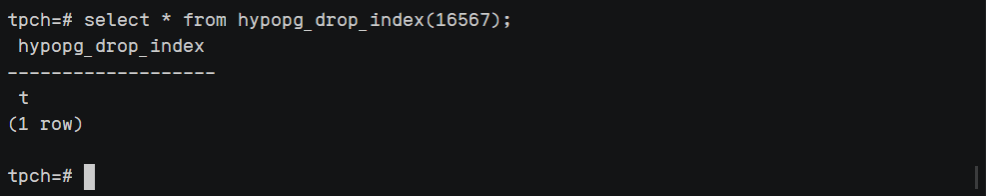 tpch=# select * from hypopg_drop_index(16567);
 hypopg_drop_index
-------------------
 t
(1 row)

tpch=#